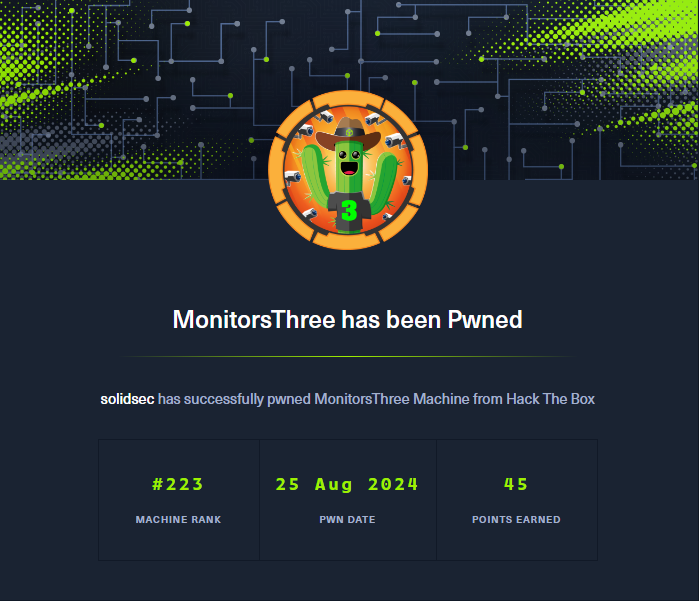 3
MonitorsThree has been Pwned
solidsec has successfully pwned MonitorsThree Machine from Hack The Box
#223 25 Aug 2024 45
MACHINE RANK PWN DATE POINTS EARNED